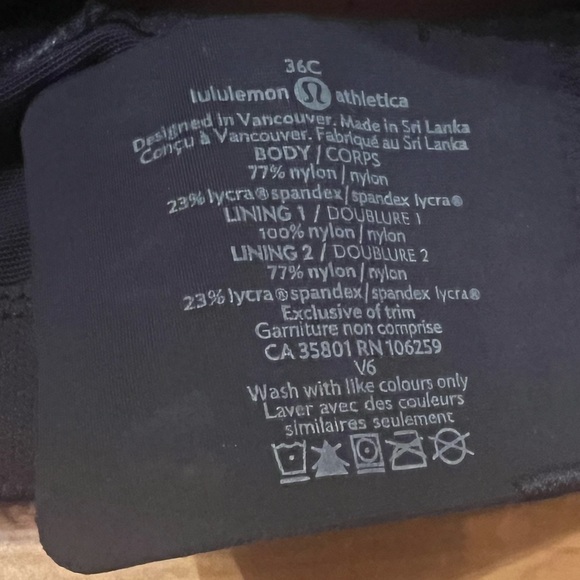 36C
lululemon athletica
Designed in Vancouver. Made in Sri Lanka
Conçu à Vancouver. Fabriqué au Sri Lanka
BODY / CORPS
77% nylon / nylon
23% lycra® spandex / spandex lycra®
LINING 1 / DOUBLURE 1
100% nylon / nylon
LINING 2 / DOUBLURE 2
77% nylon / nylon
23% lycra® spandex / spandex lycra®
Exclusive of trim
Garniture non comprise
CA 35801 RN 106259
V6
Wash with like colours only
Laver avec des couleurs
similaires seulement